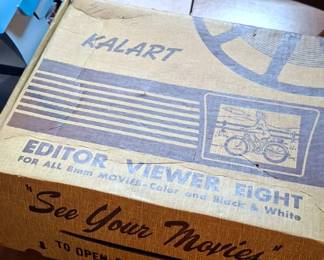 KALART
EDITOR VIEWER EIGHT
FOR ALL 8mm MOVIES-Color and Black & White
"See Your Movies"
TO OPEN